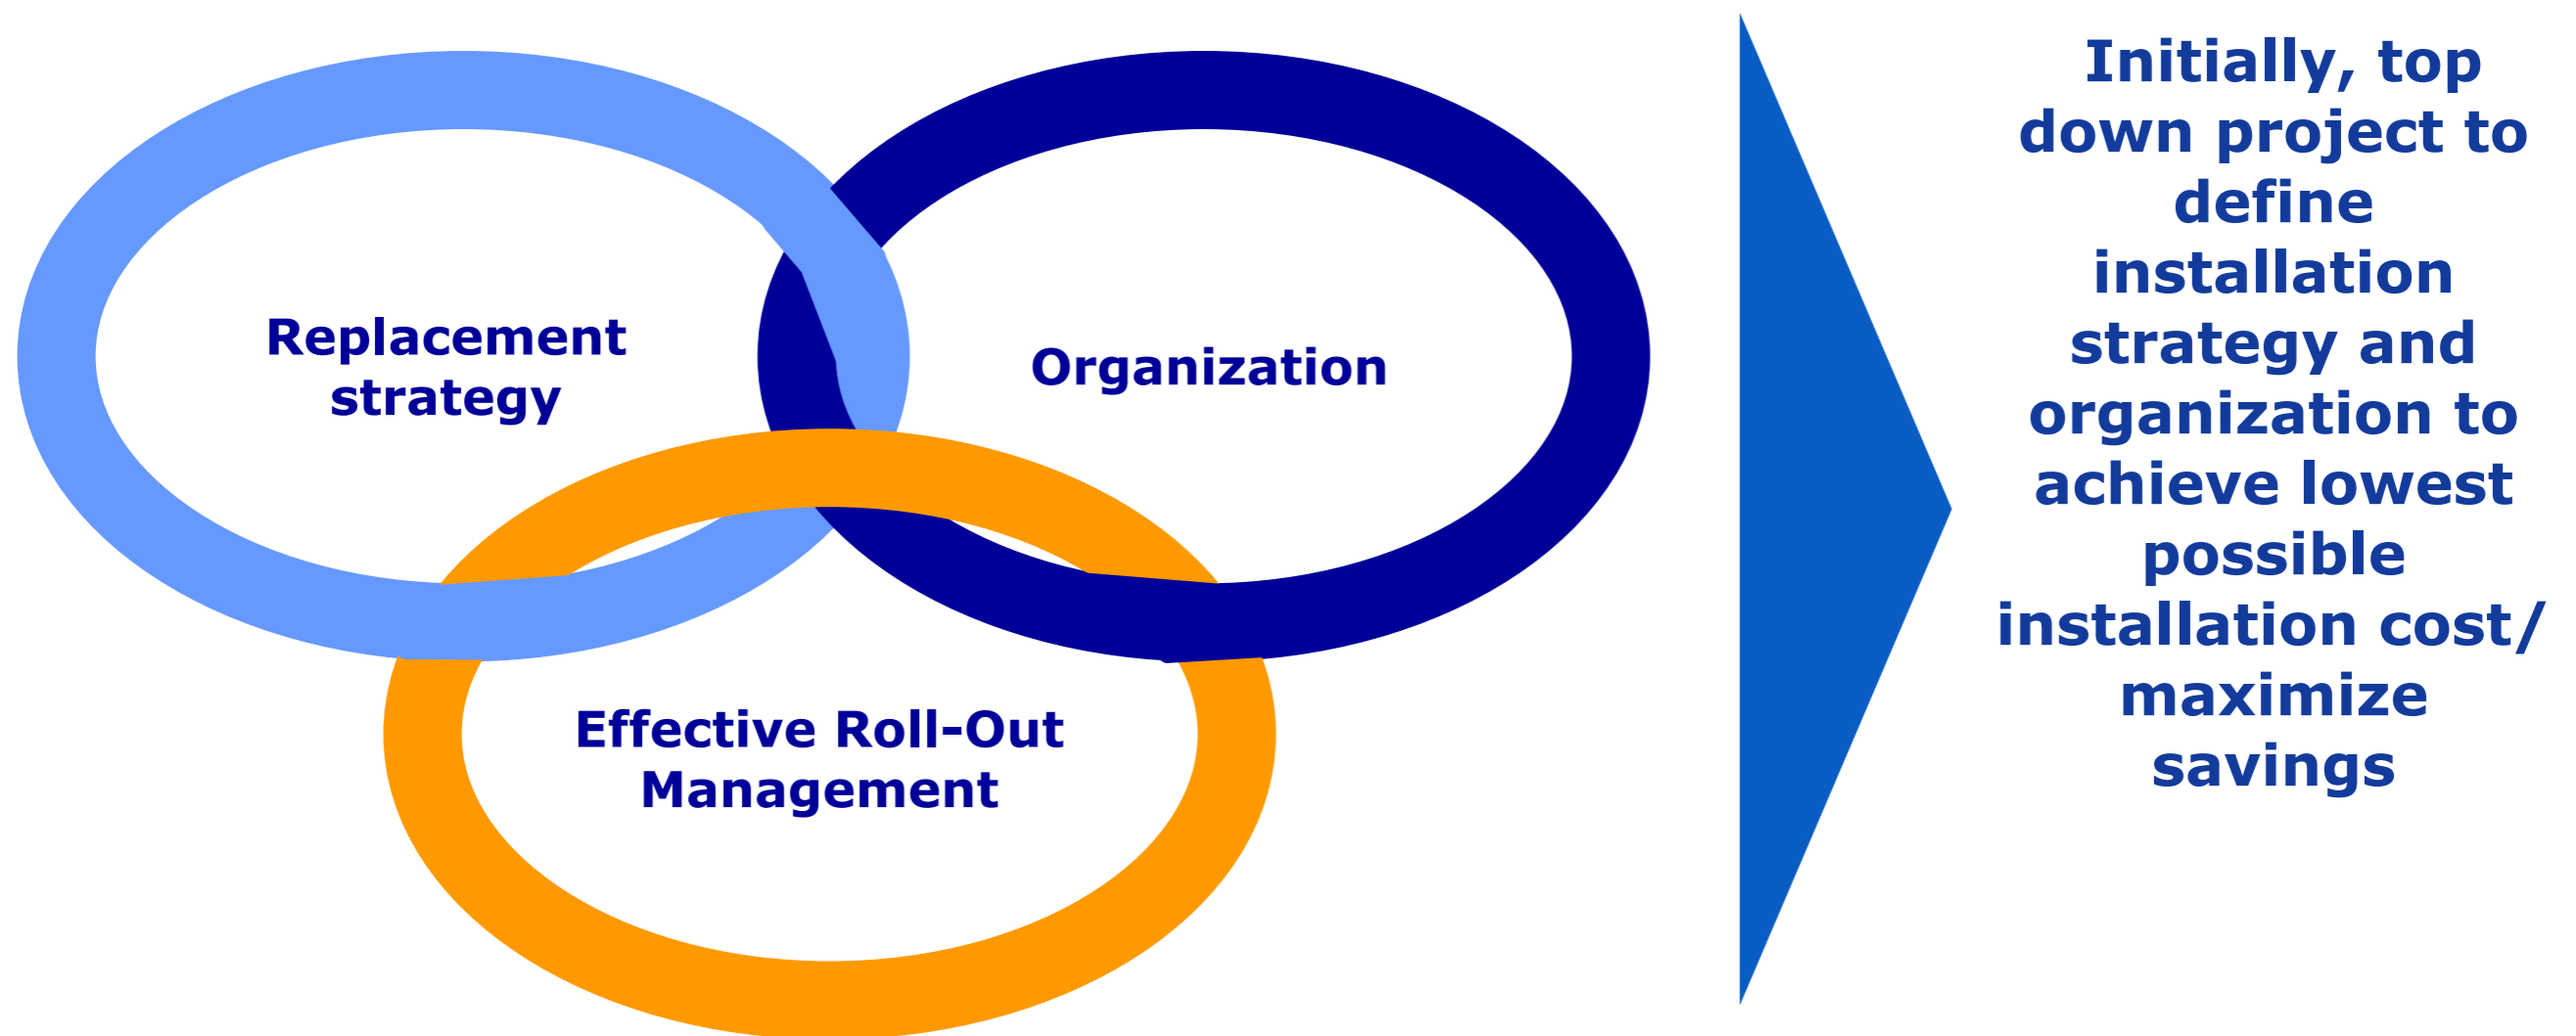 Replacement
strategy
Organization
Effective Roll-Out
Management
Initially, top
down project to
define
installation
strategy and
organization to
achieve lowest
possible
installation cost/
maximize
savings